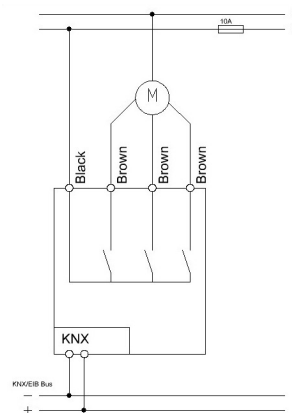 10A
M
Black
Brown
Brown
Brown
KNX
KNX/EIB Bus
−
+